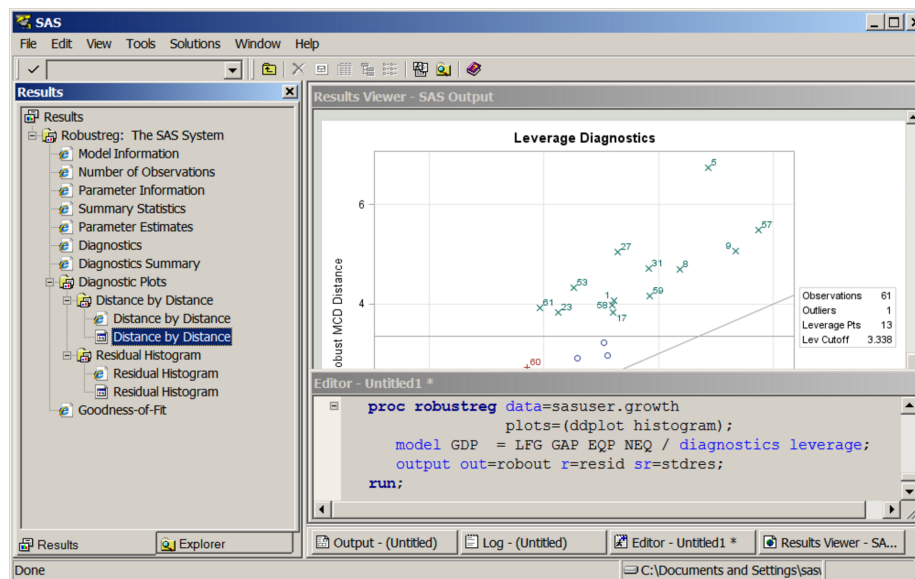 SAS
File Edit View Tools Solutions Window Help
Results
Results
Robustreg: The SAS System
Model Information
Number of Observations
Parameter Information
Summary Statistics
Parameter Estimates
Diagnostics
Diagnostics Summary
Diagnostic Plots
Distance by Distance
Distance by Distance
Distance by Distance
Residual Histogram
Residual Histogram
Residual Histogram
Goodness-of-Fit
Results Explorer
Results Viewer - SAS Output
Leverage Diagnostics
obust MCD Distance
6
4
5
57
9
27
31
8
53
59
1
61
23
58
17
60
Observations 61
Outliers 1
Leverage Pts 13
Lev Cutoff 3.338
Editor - Untitled1 *
proc robustreg data=sasuser.growth
plots=(ddplot histogram);
model GDP = LFG GAP EQP NEQ / diagnostics leverage;
output out=robout r=resid sr=stdres;
run;
Output - (Untitled) Log - (Untitled) Editor - Untitled1 * Results Viewer - SA...
Done C:\Documents and Settings\sas